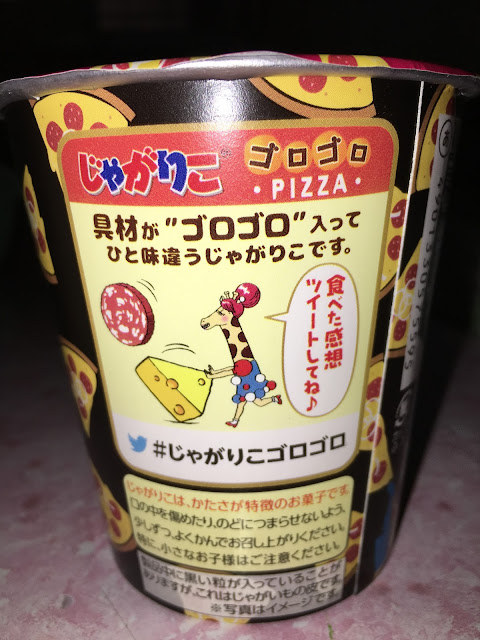 じゃがりこ ゴロゴロ
・PIZZA・
具材が"ゴロゴロ"入って
ひと味違うじゃがりこです。
食べた感想
ツイートしてね♪
#じゃがりこゴロゴロ
じゃがりこは、かたさが特徴のお菓子です。
口の中を傷めたり、のどにつまらせないよう、
少しずつ、よくかんでお召し上がりください。
特に、小さなお子様はご注意ください。
製品中に黒い粒が入っていることが
ありますが、これはじゃがいもの皮です。
※写真はイメージです。